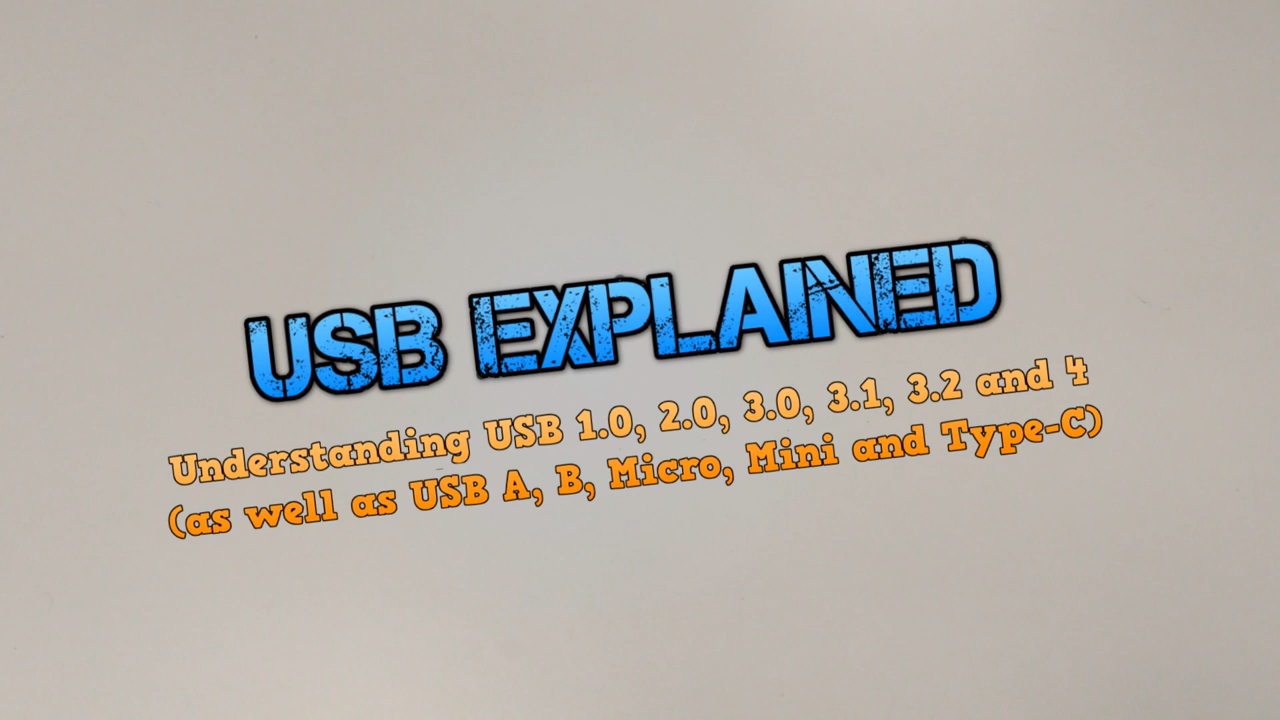 USB EXPLAINED
Understanding USB 1.0, 2.0, 3.0, 3.1, 3.2 and 4
(as well as USB A, B, Micro, Mini and Type-C)